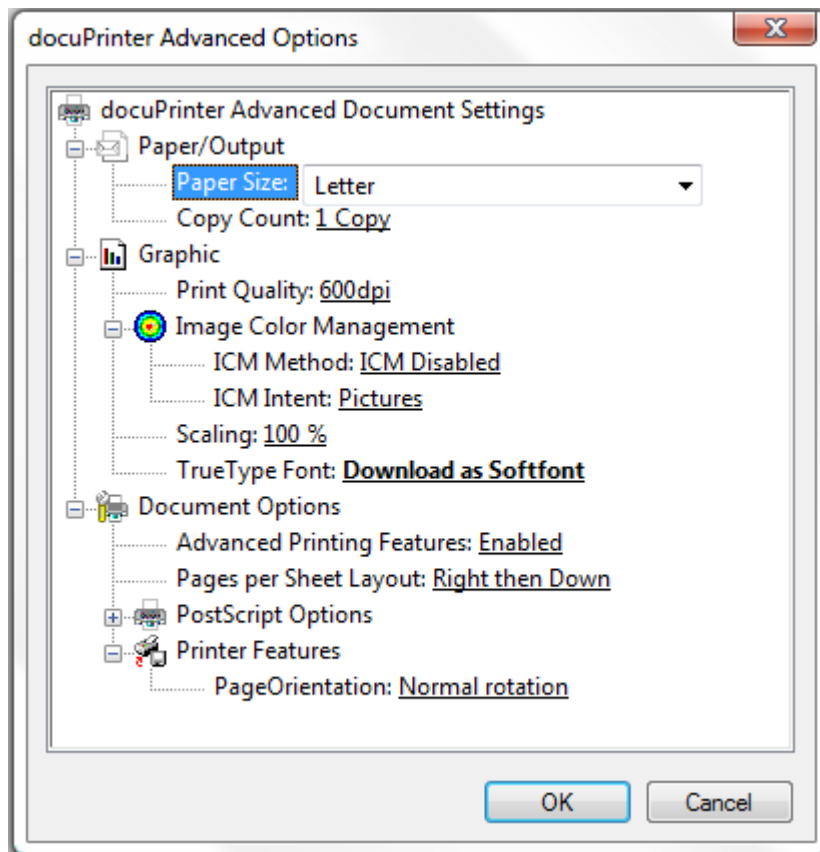 docuPrinter Advanced Options
docuPrinter Advanced Document Settings
Paper/Output
Paper Size: Letter
Copy Count: 1 Copy
Graphic
Print Quality: 600dpi
Image Color Management
ICM Method: ICM Disabled
ICM Intent: Pictures
Scaling: 100 %
TrueType Font: Download as Softfont
Document Options
Advanced Printing Features: Enabled
Pages per Sheet Layout: Right then Down
PostScript Options
Printer Features
PageOrientation: Normal rotation
OK Cancel